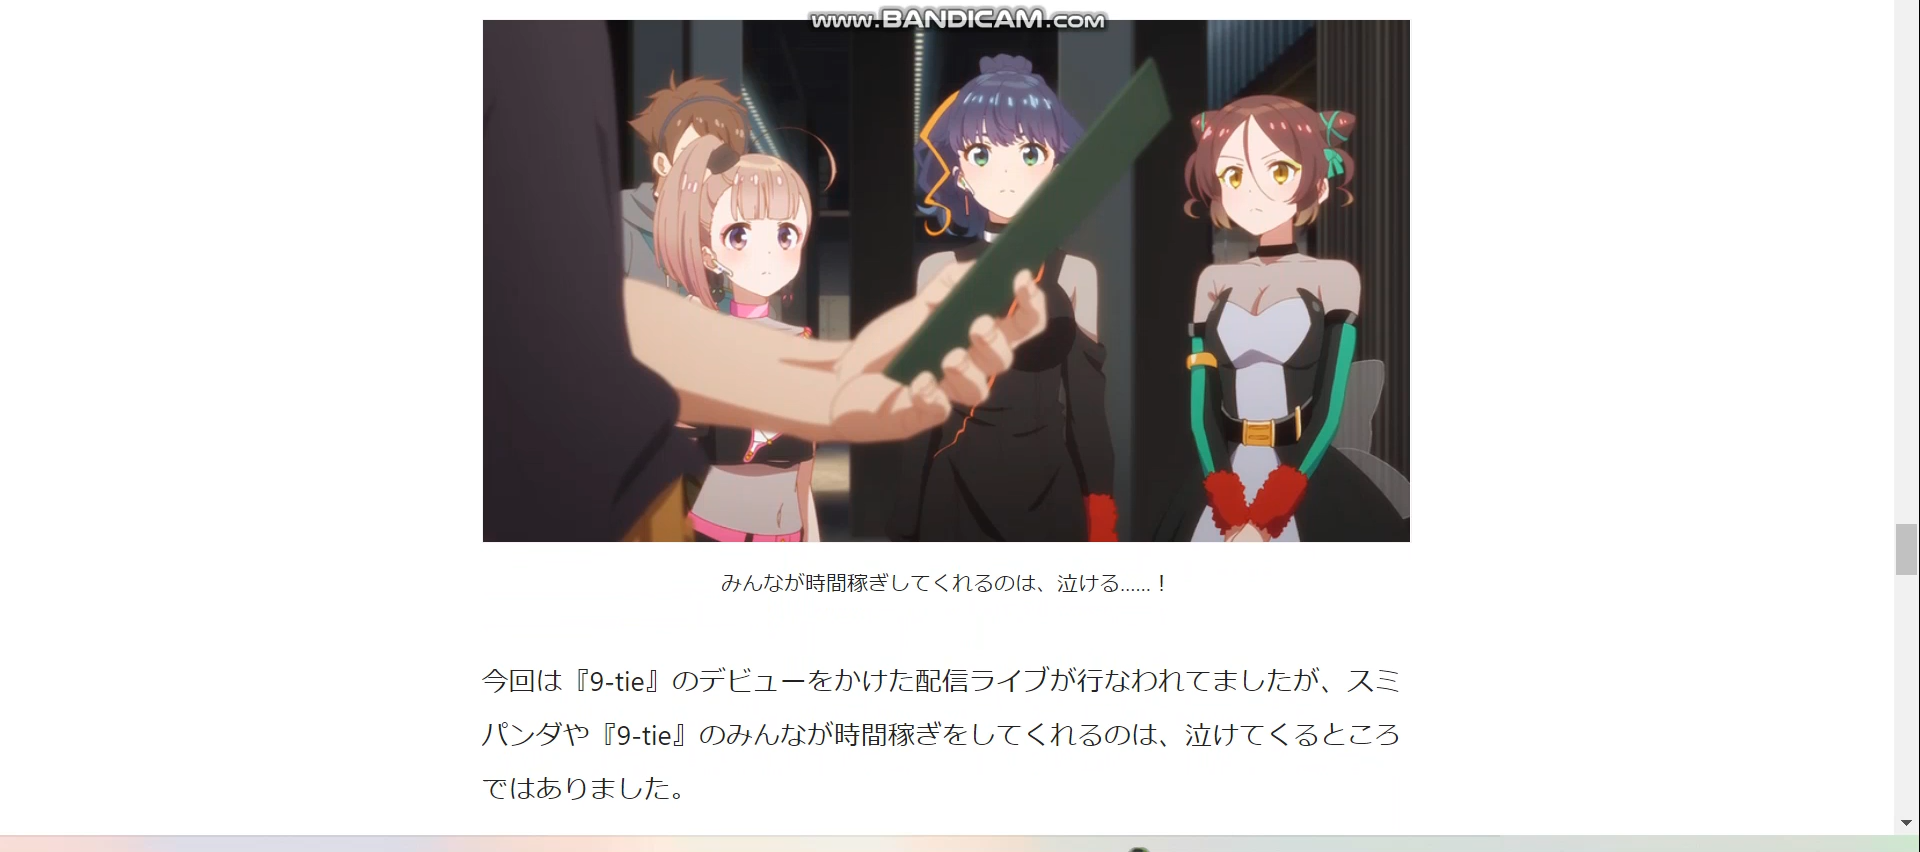 www.BANDICAM.com
みんなが時間稼ぎしてくれるのは、泣ける……！
今回は『9-tie』のデビューをかけた配信ライブが行なわれてましたが、スミ
パンダや『9-tie』のみんなが時間稼ぎをしてくれるのは、泣けてくるところ
ではありました。